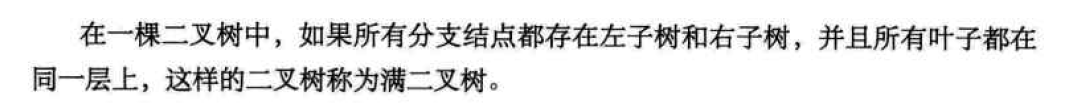 在一棵二叉树中，如果所有分支结点都存在左子树和右子树，并且所有叶子都在
同一层上，这样的二叉树称为满二叉树。